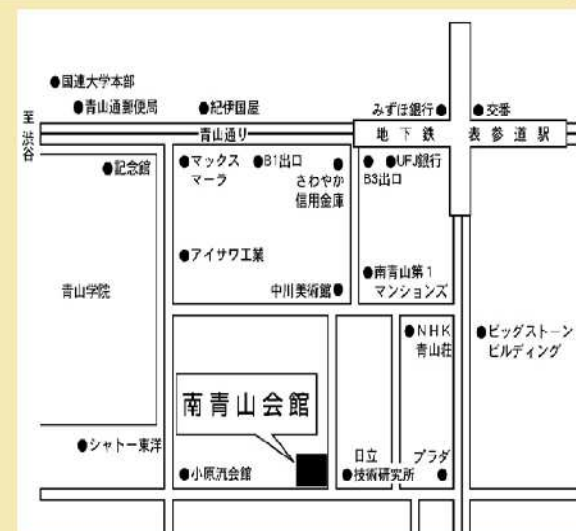 国連大学本部
青山通郵便局
紀伊国屋
みずほ銀行
交番
至渋谷
青山通り
地下鉄 表参道駅
記念館
マックス
マーラ
B1出口
さわやか
信用金庫
UFJ銀行
B3出口
アイサワ工業
青山学院
中川美術館
南青山第1
マンションズ
NHK
青山荘
ビッグストーン
ビルディング
南青山会館
シャトー東洋
小原流会館
日立
技術研究所
プラダ